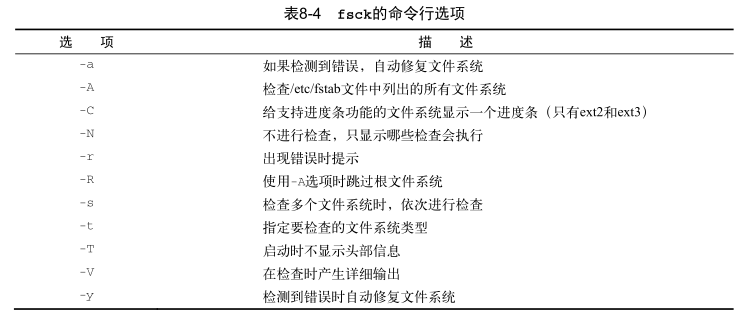 表8-4 fsck的命令行选项
选 项 描 述
-a 如果检测到错误，自动修复文件系统
-A 检查/etc/fstab文件中列出的所有文件系统
-C 给支持进度条功能的文件系统显示一个进度条（只有ext2和ext3）
-N 不进行检查，只显示哪些检查会执行
-r 出现错误时提示
-R 使用-A选项时跳过根文件系统
-s 检查多个文件系统时，依次进行检查
-t 指定要检查的文件系统类型
-T 启动时不显示头部信息
-V 在检查时产生详细输出
-y 检测到错误时自动修复文件系统